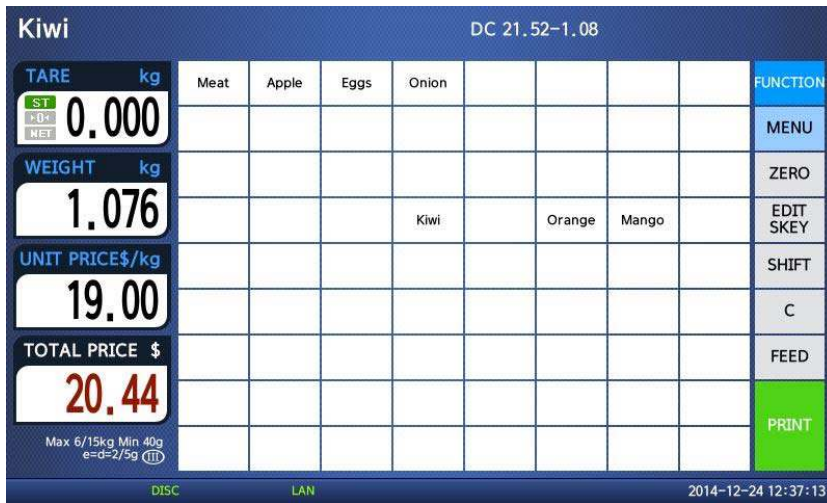 Kiwi
DC 21.52-1.08
TARE kg
ST
▸0◂
NET
0.000
WEIGHT kg
1.076
UNIT PRICE$/kg
19.00
TOTAL PRICE $
20.44
Max 6/15kg Min 40g
e=d=2/5g III
Meat Apple Eggs Onion
Kiwi Orange Mango
FUNCTION
MENU
ZERO
EDIT
SKEY
SHIFT
C
FEED
PRINT
DISC LAN 2014-12-24 12:37:13